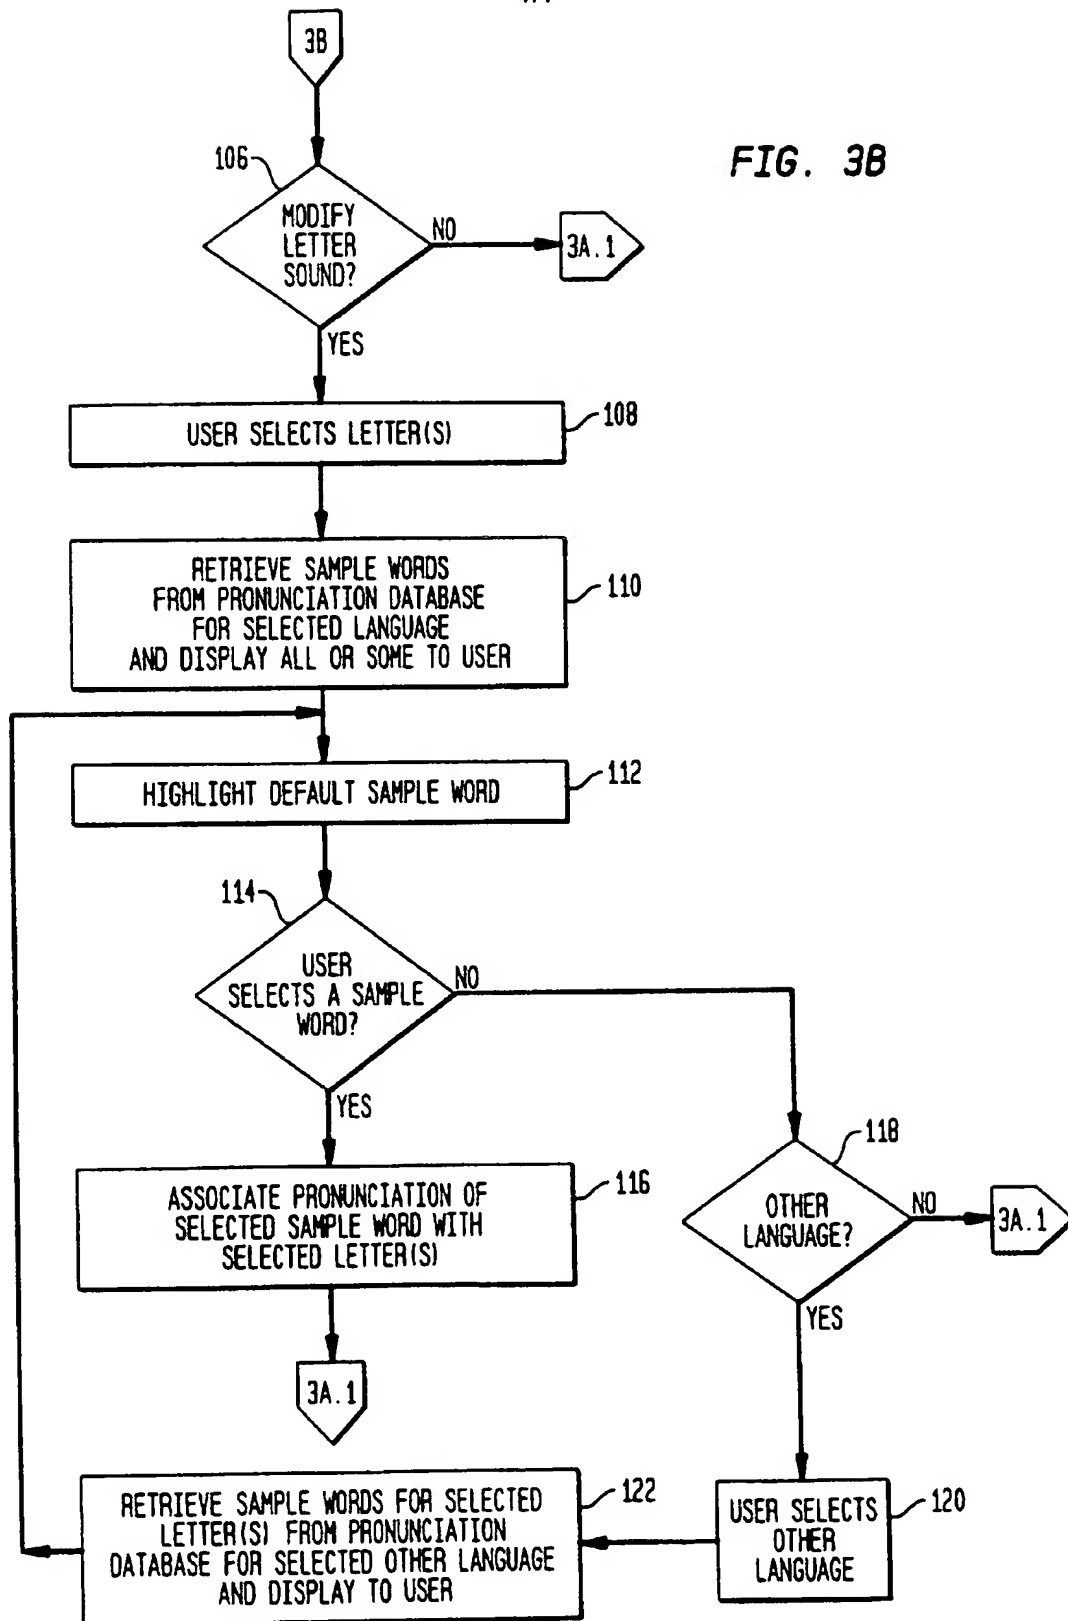 3B
FIG. 3B
106
MODIFY
LETTER
SOUND?
NO
3A.1
YES
USER SELECTS LETTER(S)
108
RETRIEVE SAMPLE WORDS
FROM PRONUNCIATION DATABASE
FOR SELECTED LANGUAGE
AND DISPLAY ALL OR SOME TO USER
110
HIGHLIGHT DEFAULT SAMPLE WORD
112
114
USER
SELECTS A SAMPLE
WORD?
NO
YES
118
OTHER
LANGUAGE?
NO
3A.1
YES
ASSOCIATE PRONUNCIATION OF
SELECTED SAMPLE WORD WITH
SELECTED LETTER(S)
116
3A.1
RETRIEVE SAMPLE WORDS FOR SELECTED
LETTER(S) FROM PRONUNCIATION
DATABASE FOR SELECTED OTHER LANGUAGE
AND DISPLAY TO USER
122
USER SELECTS
OTHER
LANGUAGE
120